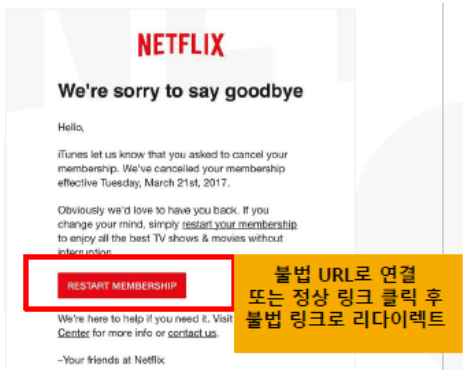 NETFLIX
We're sorry to say goodbye
Hello,
iTunes let us know that you asked to cancel your
membership. We've cancelled your membership
effective Tuesday, March 21st, 2017.
Obviously we'd love to have you back. If you
change your mind, simply restart your membership
to enjoy all the best TV shows & movies without
interruption.
RESTART MEMBERSHIP
불법 URL로 연결
또는 정상 링크 클릭 후
불법 링크로 리다이렉트
We're here to help if you need it. Visit
Center for more info or contact us.
–Your friends at Netflix